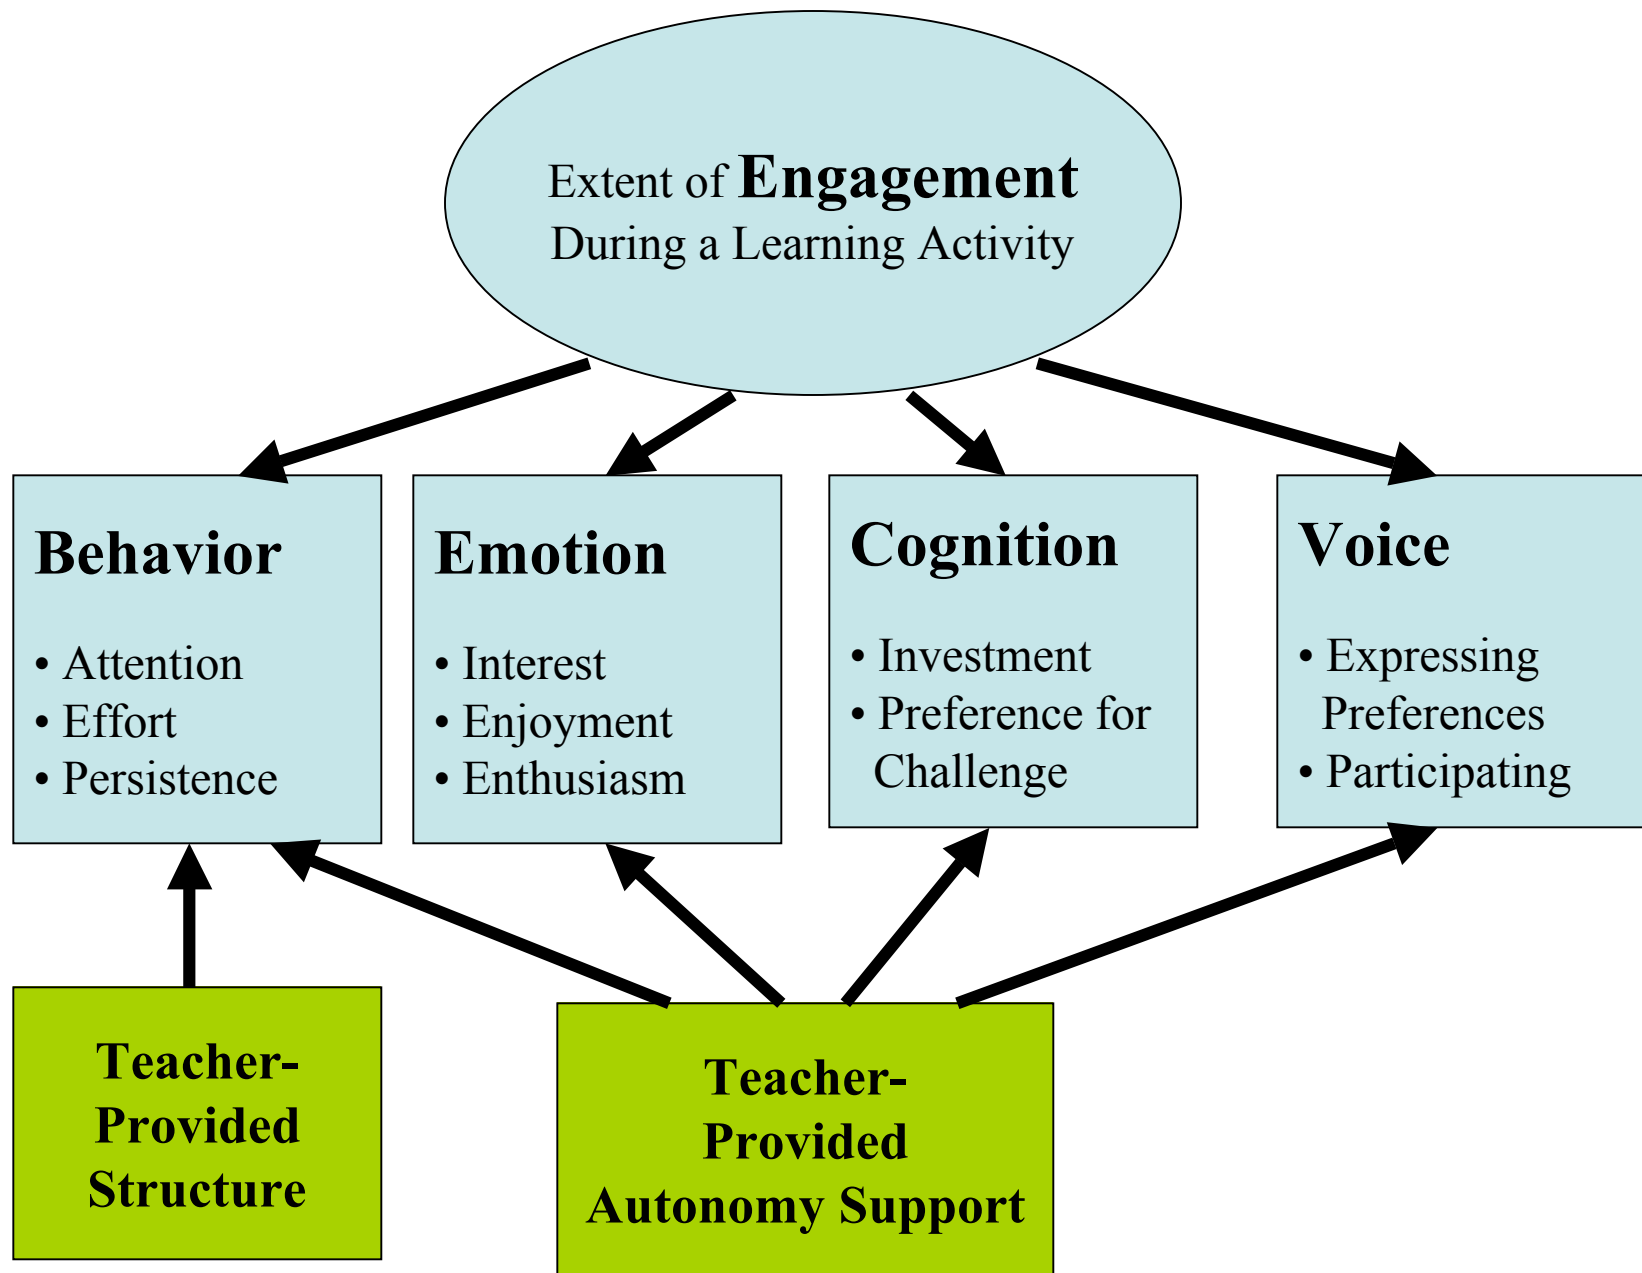 Extent of Engagement
During a Learning Activity
Behavior
• Attention
• Effort
• Persistence
Emotion
• Interest
• Enjoyment
• Enthusiasm
Cognition
• Investment
• Preference for
Challenge
Voice
• Expressing
Preferences
• Participating
Teacher-
Provided
Structure
Teacher-
Provided
Autonomy Support